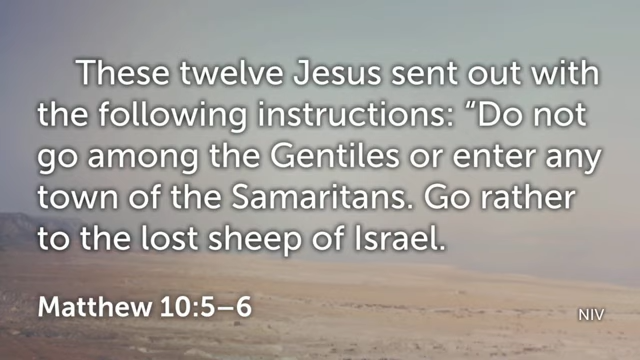 These twelve Jesus sent out with
the following instructions: “Do not
go among the Gentiles or enter any
town of the Samaritans. Go rather
to the lost sheep of Israel.
Matthew 10:5–6
NIV